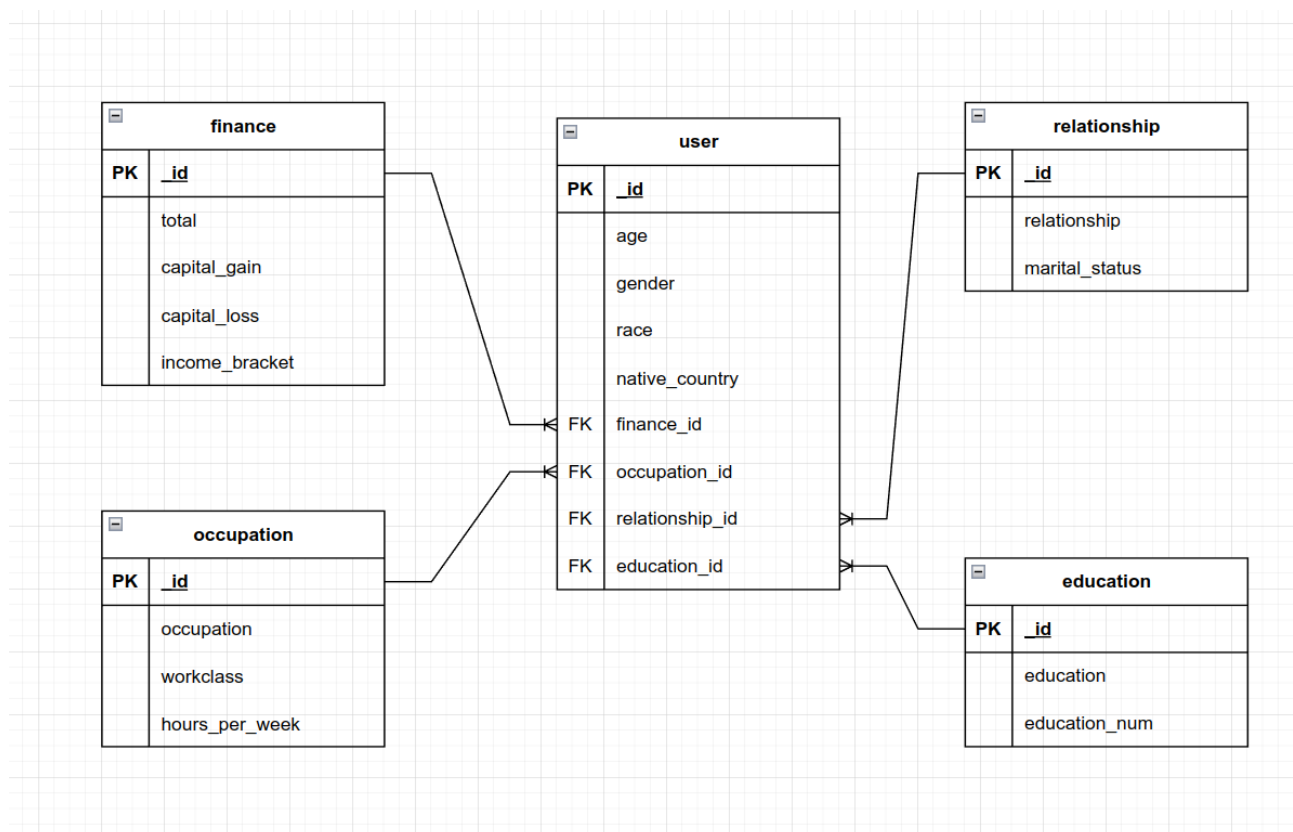 finance
PK _id
total
capital_gain
capital_loss
income_bracket
occupation
PK _id
occupation
workclass
hours_per_week
user
PK _id
age
gender
race
native_country
FK finance_id
FK occupation_id
FK relationship_id
FK education_id
relationship
PK _id
relationship
marital_status
education
PK _id
education
education_num